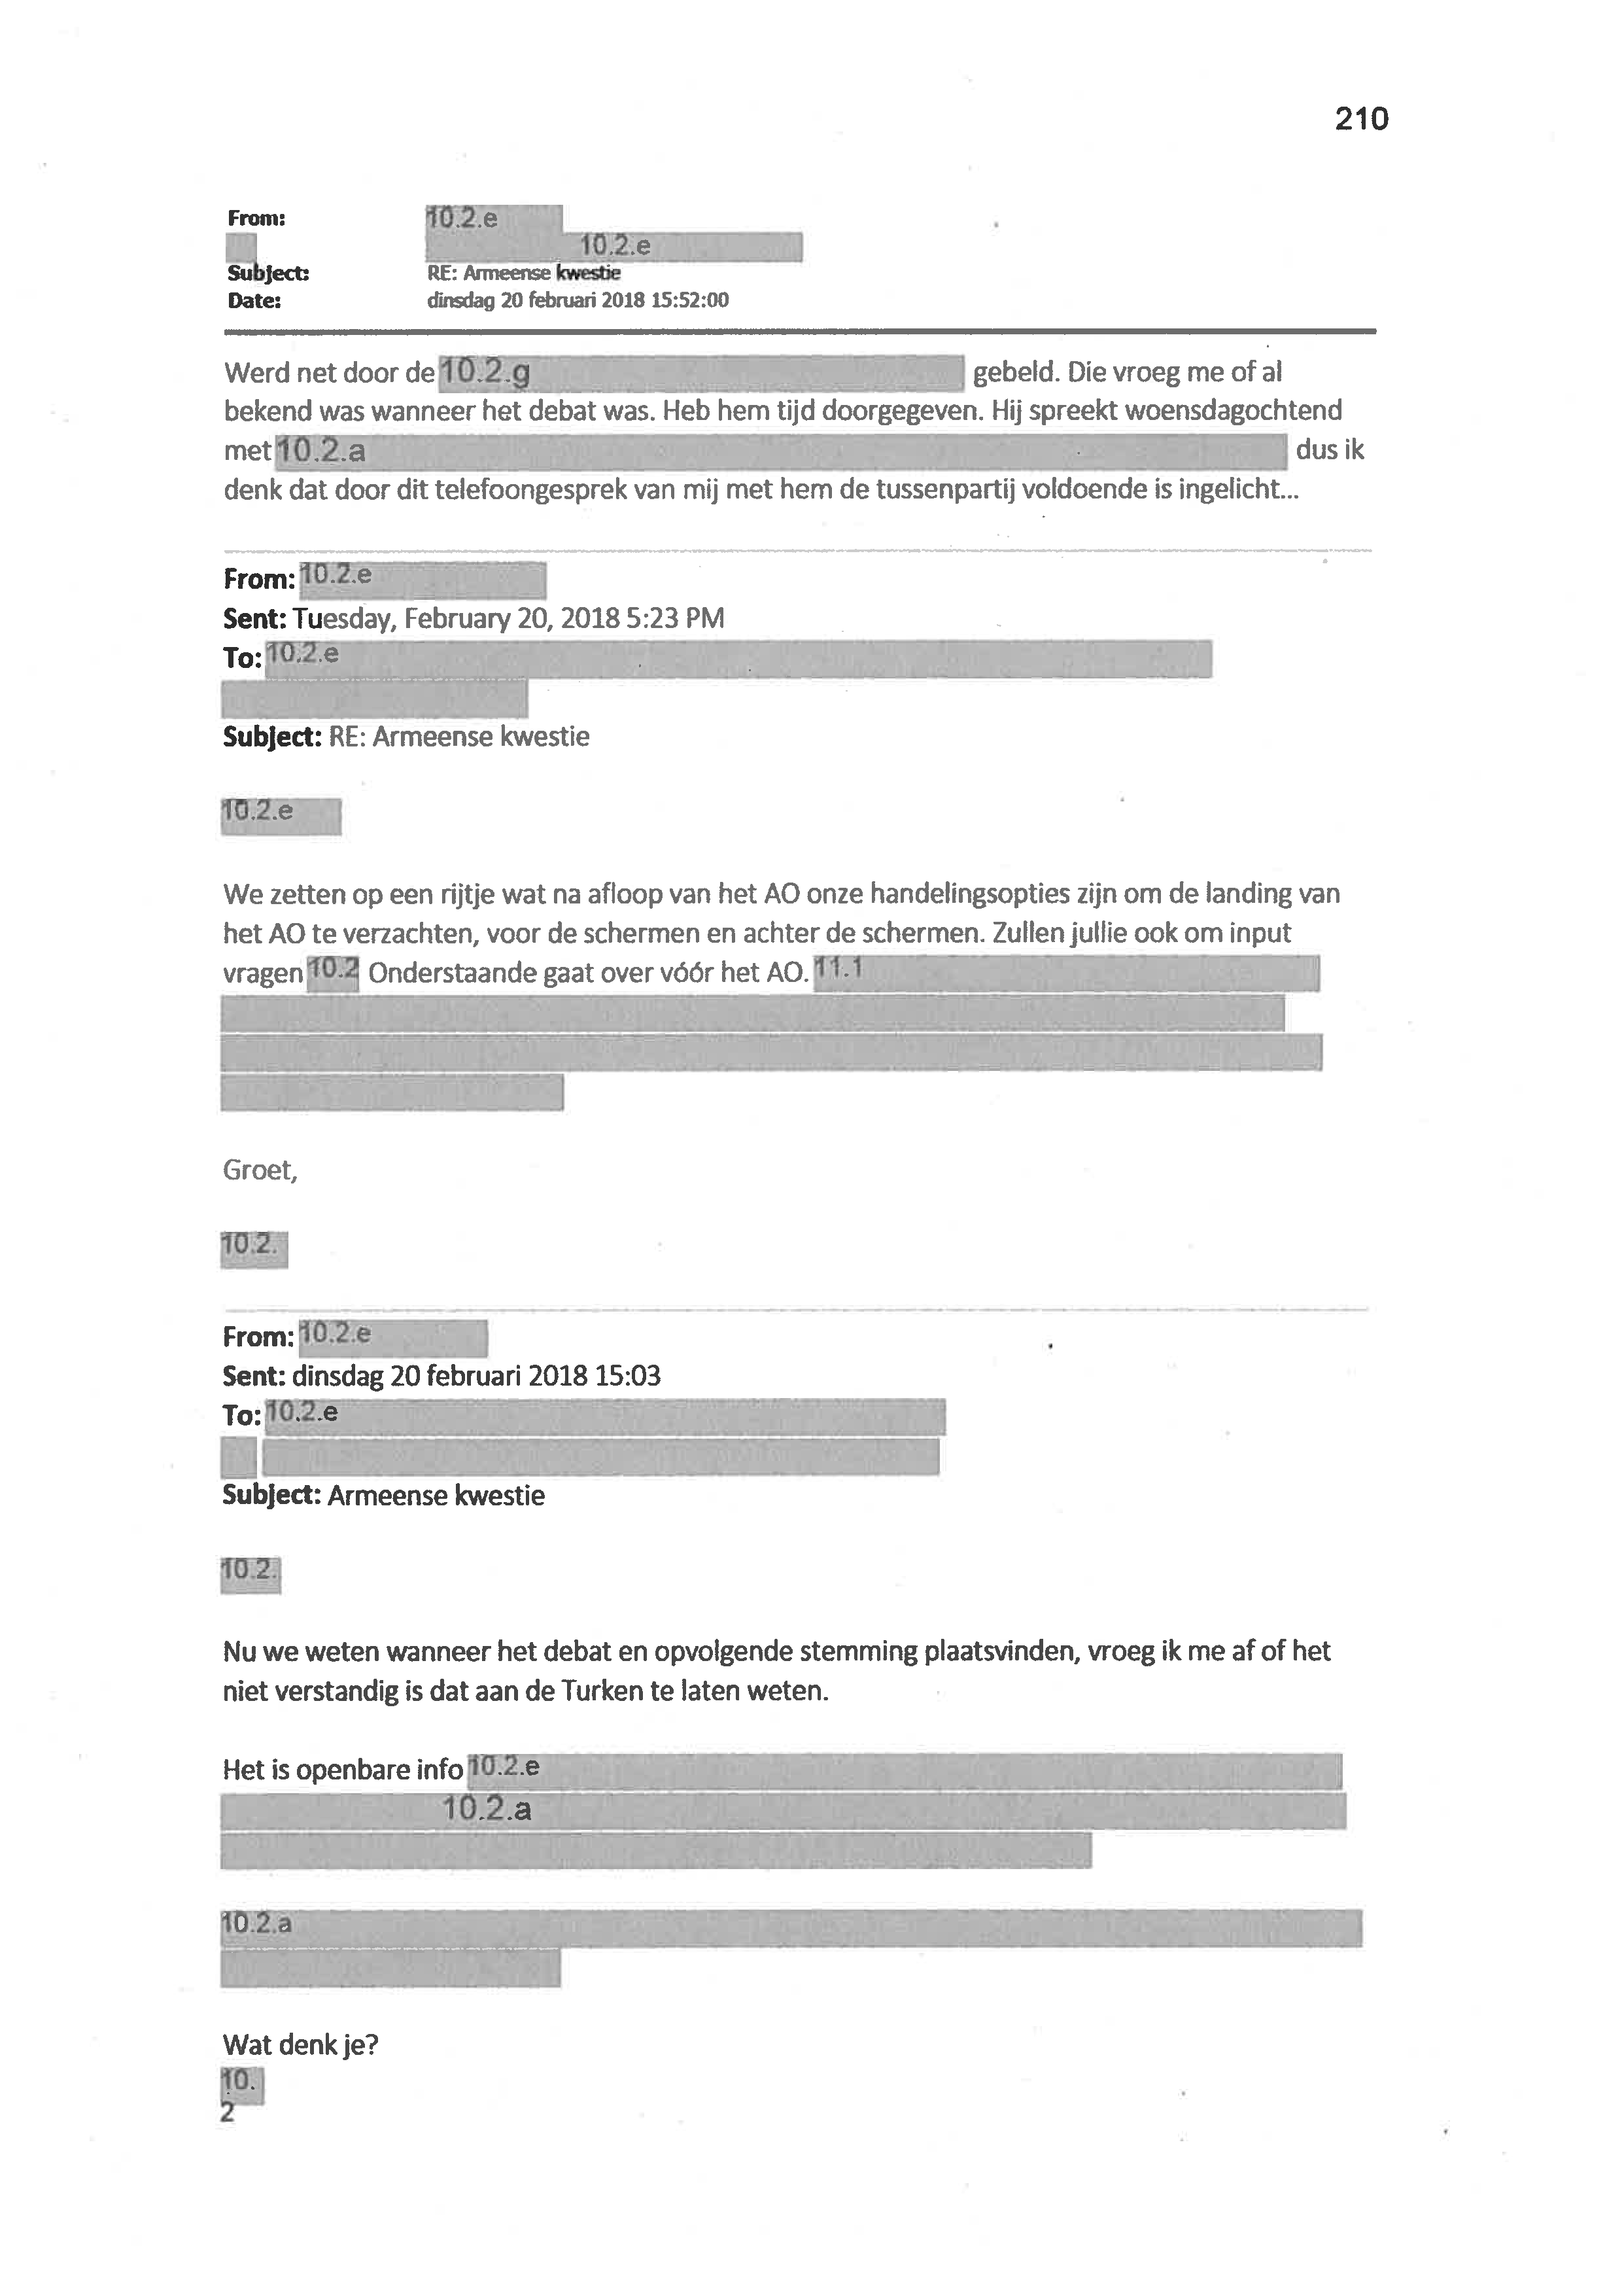 210
From: 10.2.e
10.2.e
Subject: RE: Armeense kwestie
Date: dinsdag 20 februari 2018 15:52:00
Werd net door de 10.2.g gebeld. Die vroeg me of al
bekend was wanneer het debat was. Heb hem tijd doorgegeven. Hij spreekt woensdagochtend
met 10.2.a dus ik
denk dat door dit telefoongesprek van mij met hem de tussenpartij voldoende is ingelicht...
From: 10.2.e
Sent: Tuesday, February 20, 2018 5:23 PM
To: 10.2.e
Subject: RE: Armeense kwestie
10.2.e
We zetten op een rijtje wat na afloop van het AO onze handelingsopties zijn om de landing van
het AO te verzachten, voor de schermen en achter de schermen. Zullen jullie ook om input
vragen 10.2 Onderstaande gaat over vóór het AO. 11.1
Groet,
10.2.
From: 10.2.e
Sent: dinsdag 20 februari 2018 15:03
To: 10.2.e
Subject: Armeense kwestie
10.2.
Nu we weten wanneer het debat en opvolgende stemming plaatsvinden, vroeg ik me af of het
niet verstandig is dat aan de Turken te laten weten.
Het is openbare info 10.2.e
10.2.a
10.2.a
Wat denk je?
10.
2